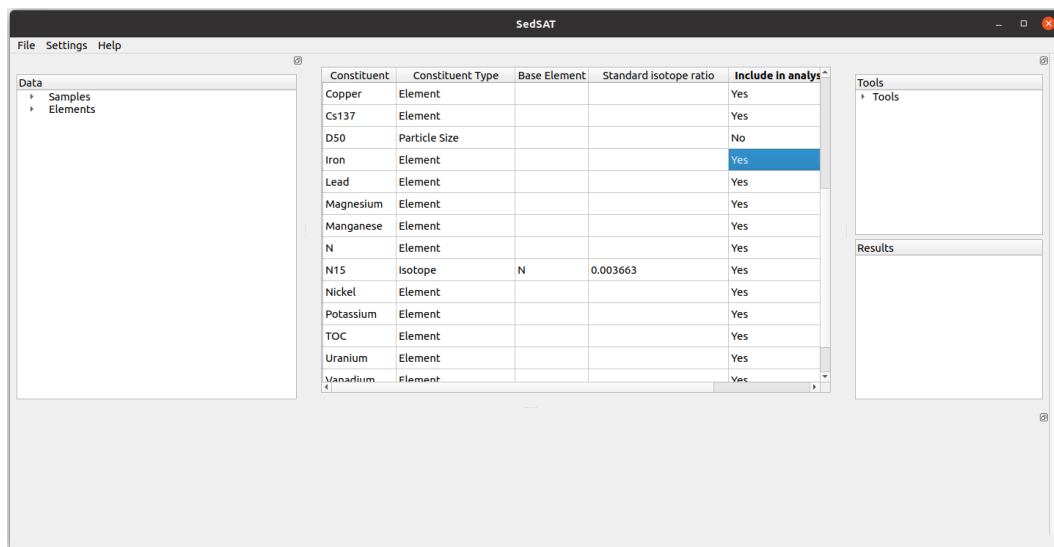 SedSAT
File Settings Help
Data
Samples
Elements
Constituent Constituent Type Base Element Standard isotope ratio Include in analys
Copper Element Yes
Cs137 Element Yes
D50 Particle Size No
Iron Element Yes
Lead Element Yes
Magnesium Element Yes
Manganese Element Yes
N Element Yes
N15 Isotope N 0.003663 Yes
Nickel Element Yes
Potassium Element Yes
TOC Element Yes
Uranium Element Yes
Vanadium Element Yes
Tools
Tools
Results